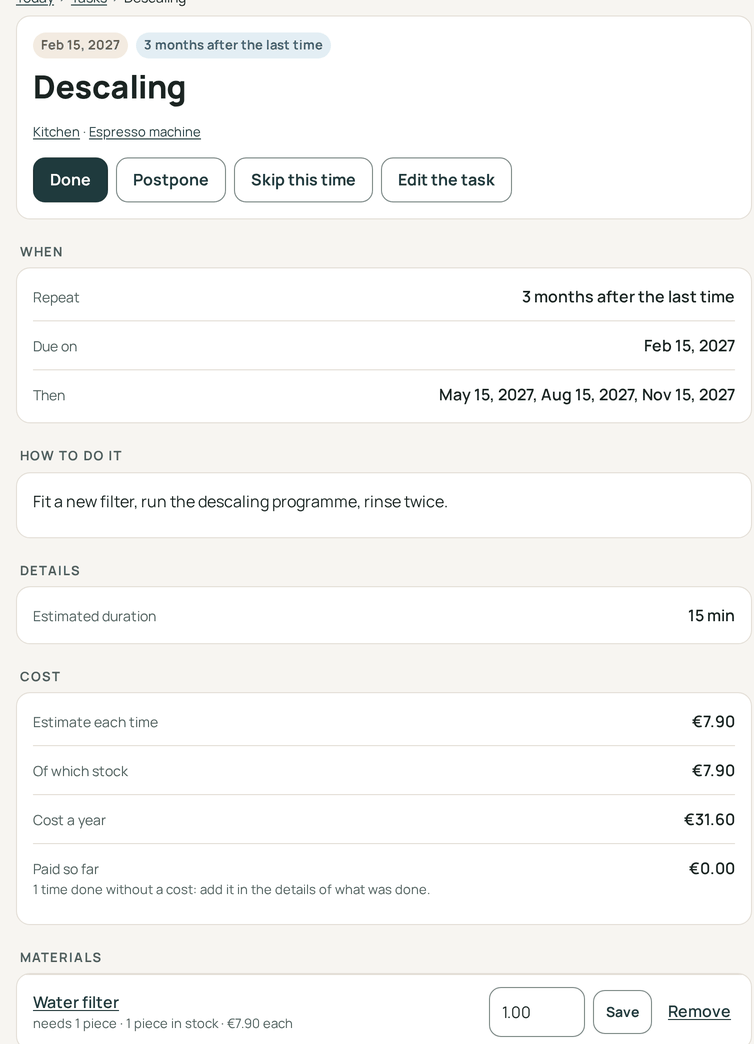 Today › Tasks › Descaling
Feb 15, 2027 3 months after the last time
Descaling
Kitchen · Espresso machine
Done Postpone Skip this time Edit the task
WHEN
Repeat 3 months after the last time
Due on Feb 15, 2027
Then May 15, 2027, Aug 15, 2027, Nov 15, 2027
HOW TO DO IT
Fit a new filter, run the descaling programme, rinse twice.
DETAILS
Estimated duration 15 min
COST
Estimate each time €7.90
Of which stock €7.90
Cost a year €31.60
Paid so far €0.00
1 time done without a cost: add it in the details of what was done.
MATERIALS
Water filter 1.00 Save Remove
needs 1 piece · 1 piece in stock · €7.90 each